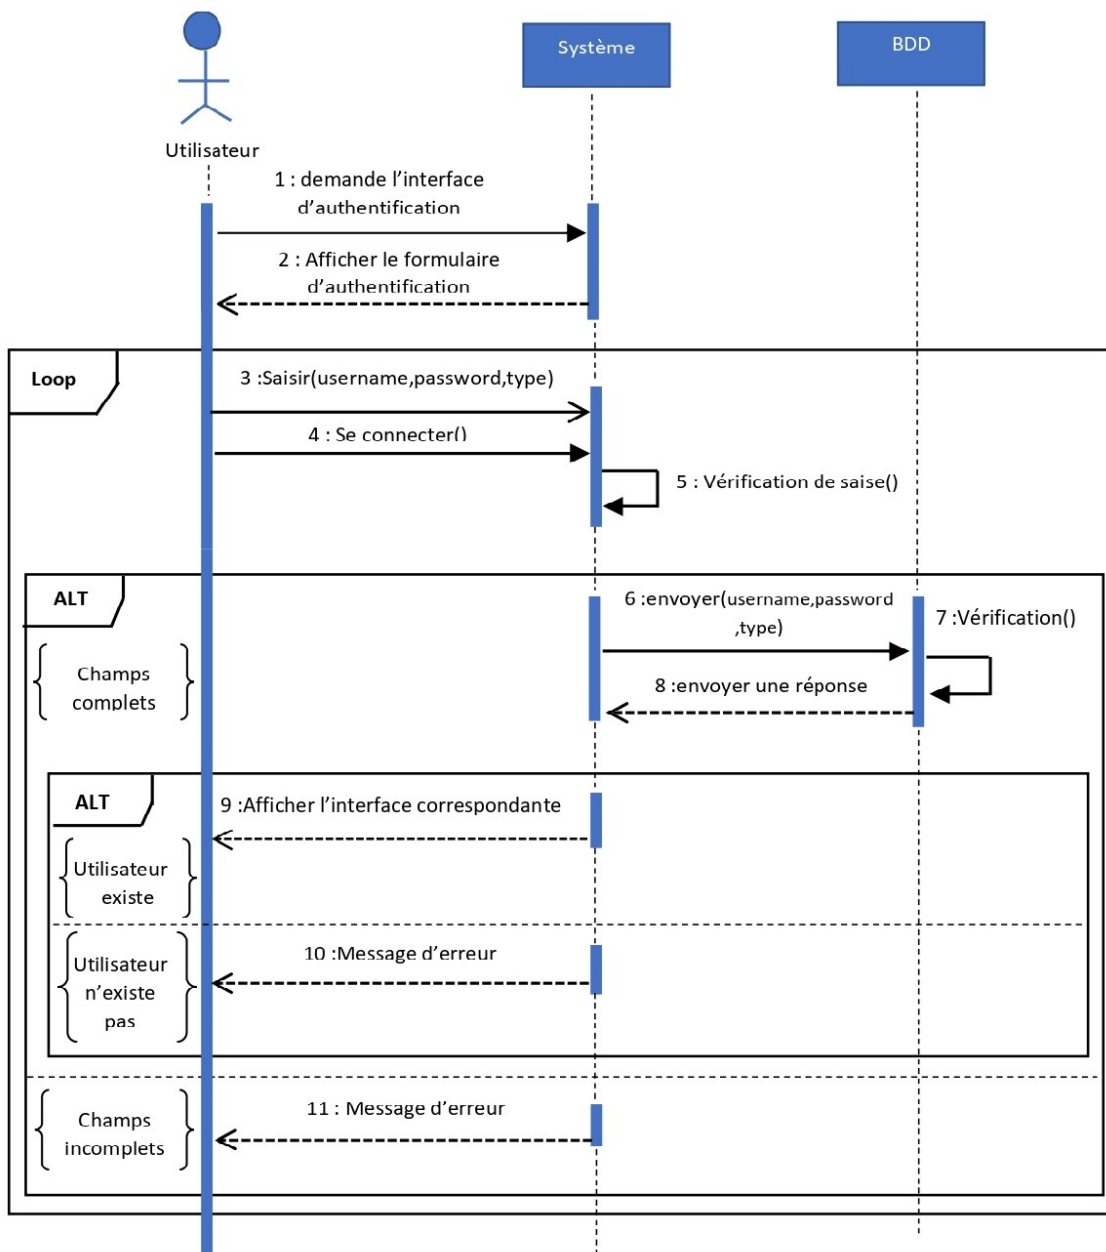 Système
BDD
Utilisateur
1 : demande l’interface
d’authentification
2 : Afficher le formulaire
d’authentification
Loop
3 :Saisir(username,password,type)
4 : Se connecter()
5 : Vérification de saise()
ALT
6 :envoyer(username,password
,type)
7 :Vérification()
Champs
complets
8 :envoyer une réponse
ALT
9 :Afficher l’interface correspondante
Utilisateur
existe
10 :Message d’erreur
Utilisateur
n’existe
pas
11 : Message d’erreur
Champs
incomplets